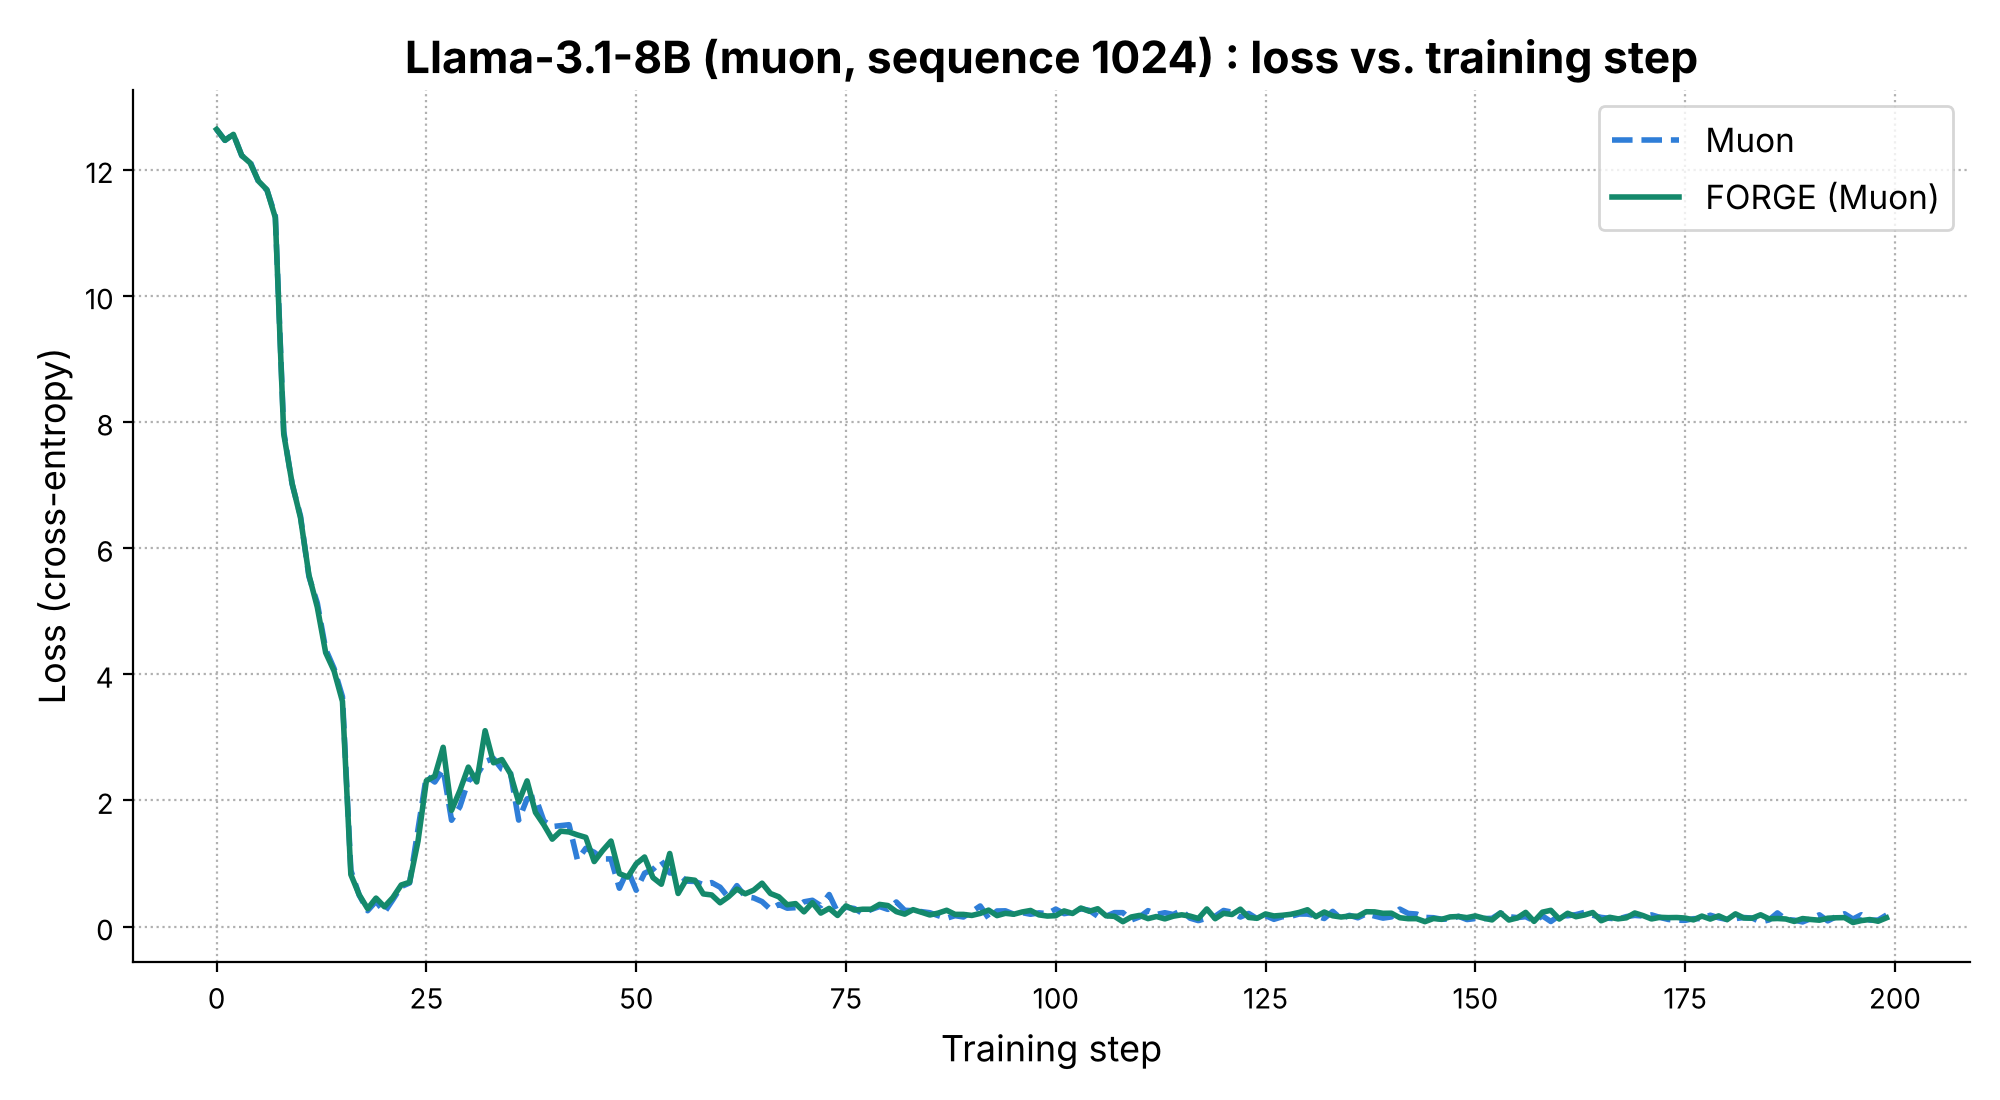 Llama-3.1-8B (muon, sequence 1024) : loss vs. training step
Muon
FORGE (Muon)
Loss (cross-entropy)
12
10
8
6
4
2
0
0 25 50 75 100 125 150 175 200
Training step